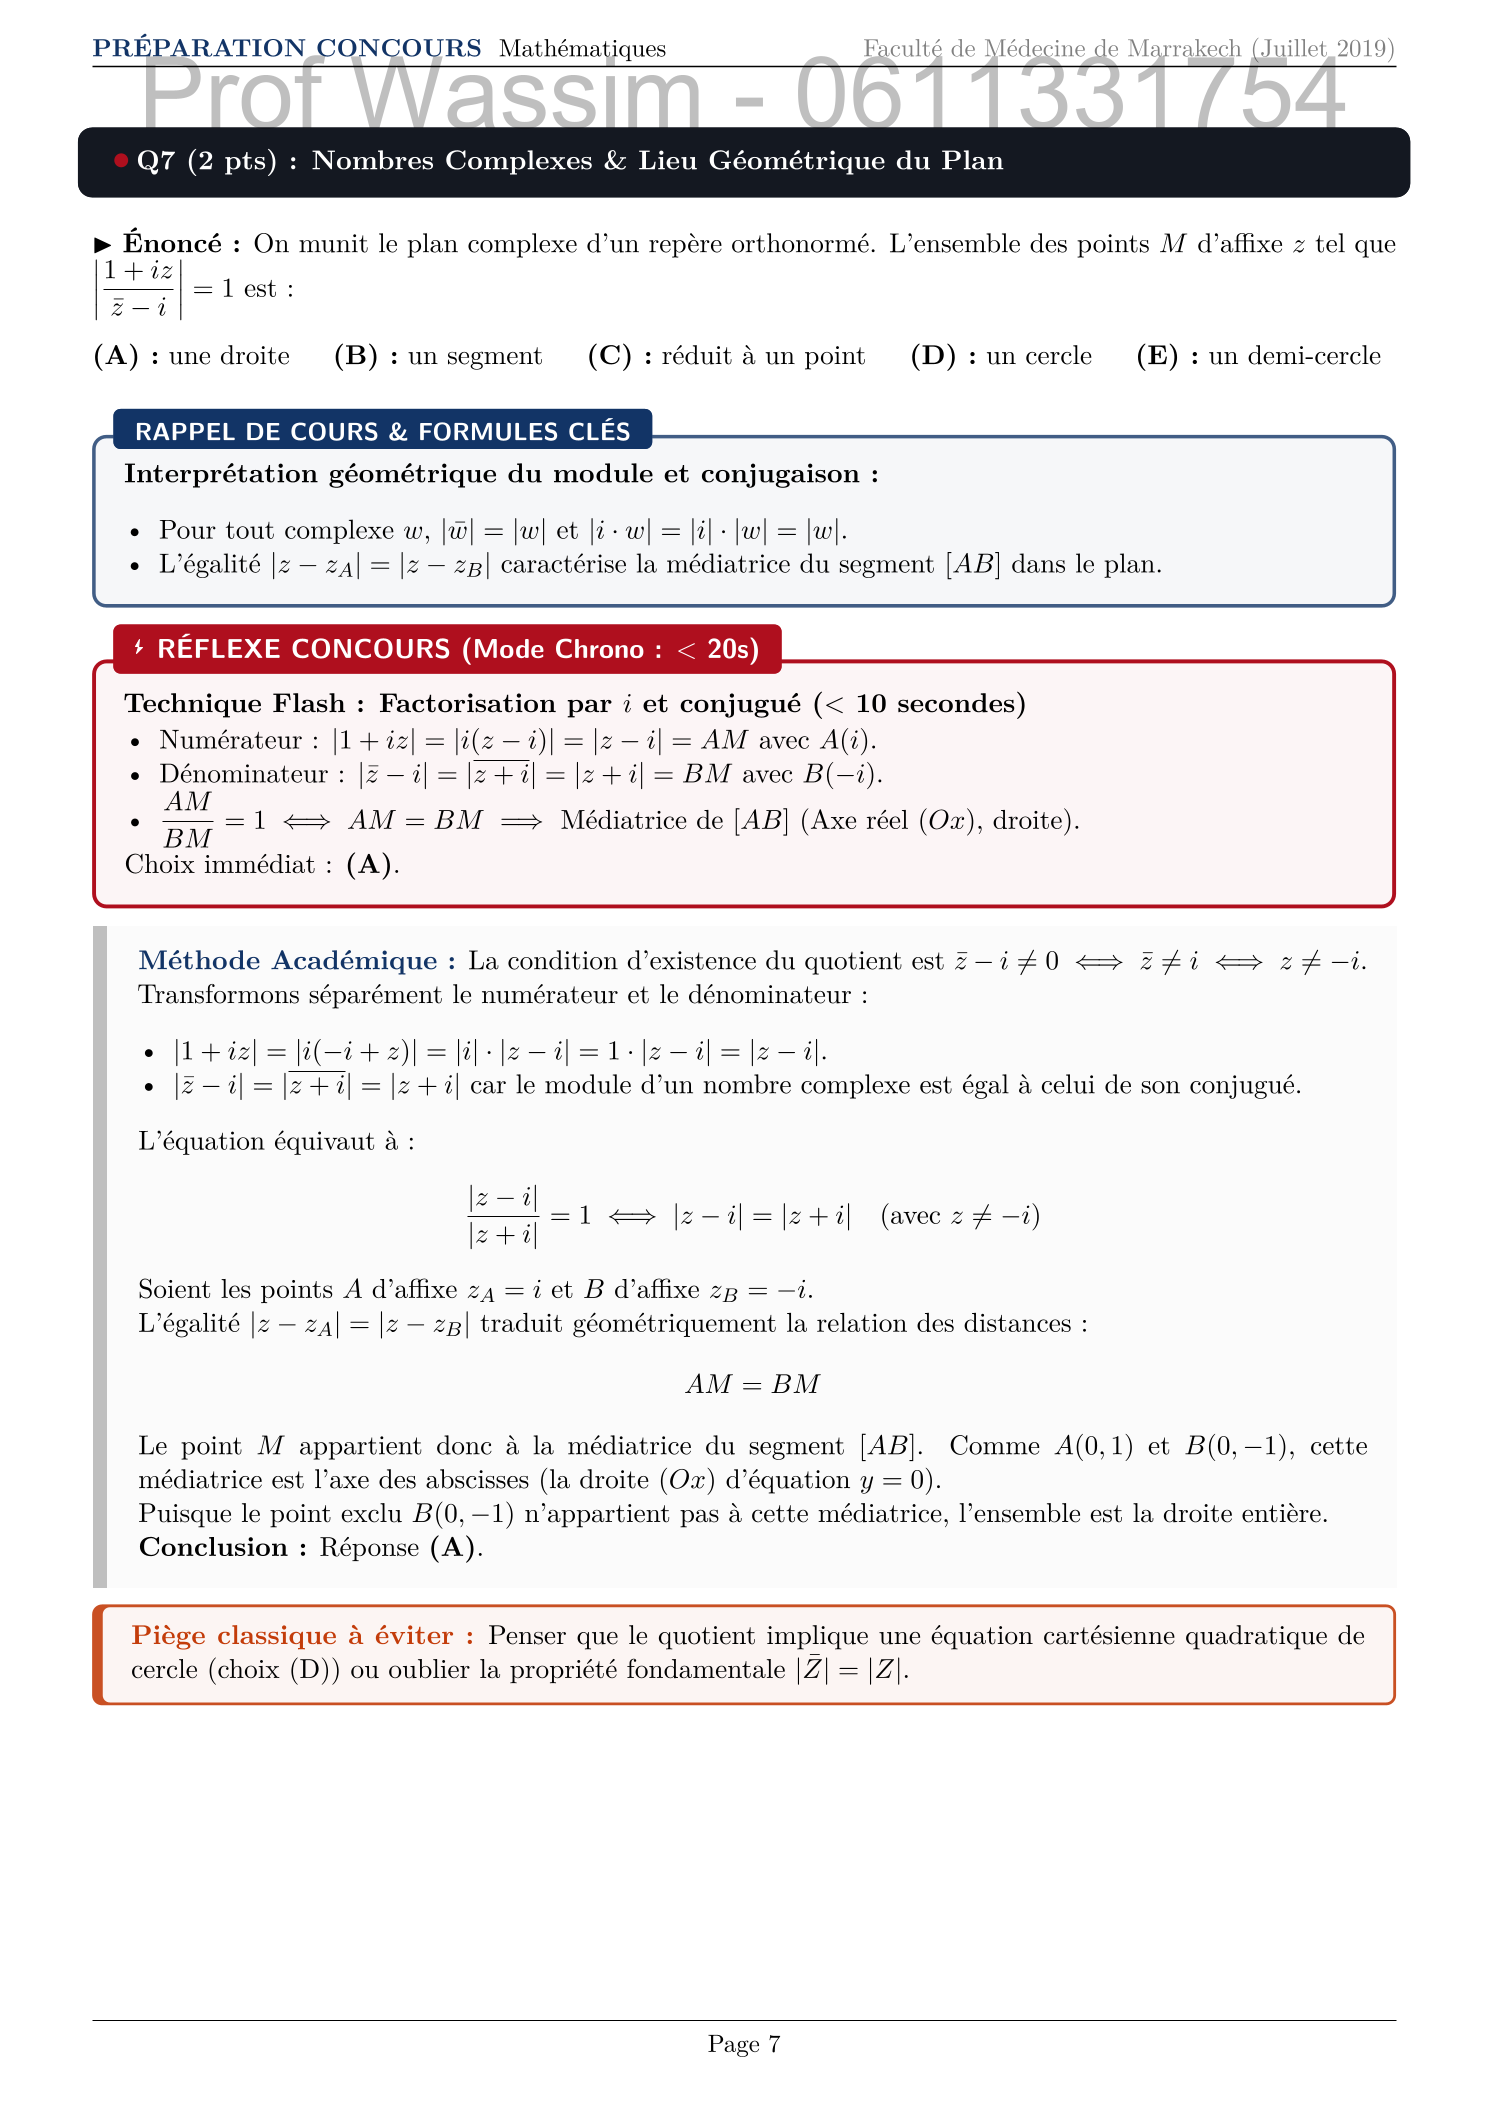 PRÉPARATION CONCOURS Mathématiques Faculté de Médecine de Marrakech (Juillet 2019)
Prof Wassim - 0611331754
• Q7 (2 pts) : Nombres Complexes & Lieu Géométrique du Plan
▶ Énoncé : On munit le plan complexe d'un repère orthonormé. L'ensemble des points M d'affixe z tel que
|(1 + iz)/(z̄ − i)| = 1 est :
(A) : une droite (B) : un segment (C) : réduit à un point (D) : un cercle (E) : un demi-cercle
RAPPEL DE COURS & FORMULES CLÉS
Interprétation géométrique du module et conjugaison :
• Pour tout complexe w, |w̄| = |w| et |i · w| = |i| · |w| = |w|.
• L'égalité |z − z_A| = |z − z_B| caractérise la médiatrice du segment [AB] dans le plan.
⚡ RÉFLEXE CONCOURS (Mode Chrono : < 20s)
Technique Flash : Factorisation par i et conjugué (< 10 secondes)
• Numérateur : |1 + iz| = |i(z − i)| = |z − i| = AM avec A(i).
• Dénominateur : |z̄ − i| = |\overline{z + i}| = |z + i| = BM avec B(−i).
• AM/BM = 1 ⟺ AM = BM ⟹ Médiatrice de [AB] (Axe réel (Ox), droite).
Choix immédiat : (A).
Méthode Académique : La condition d'existence du quotient est z̄ − i ≠ 0 ⟺ z̄ ≠ i ⟺ z ≠ −i.
Transformons séparément le numérateur et le dénominateur :
• |1 + iz| = |i(−i + z)| = |i| · |z − i| = 1 · |z − i| = |z − i|.
• |z̄ − i| = |\overline{z + i}| = |z + i| car le module d'un nombre complexe est égal à celui de son conjugué.
L'équation équivaut à :
|z − i|/|z + i| = 1 ⟺ |z − i| = |z + i| (avec z ≠ −i)
Soient les points A d'affixe z_A = i et B d'affixe z_B = −i.
L'égalité |z − z_A| = |z − z_B| traduit géométriquement la relation des distances :
AM = BM
Le point M appartient donc à la médiatrice du segment [AB]. Comme A(0, 1) et B(0, −1), cette
médiatrice est l'axe des abscisses (la droite (Ox) d'équation y = 0).
Puisque le point exclu B(0, −1) n'appartient pas à cette médiatrice, l'ensemble est la droite entière.
Conclusion : Réponse (A).
Piège classique à éviter : Penser que le quotient implique une équation cartésienne quadratique de
cercle (choix (D)) ou oublier la propriété fondamentale |Z̄| = |Z|.
Page 7